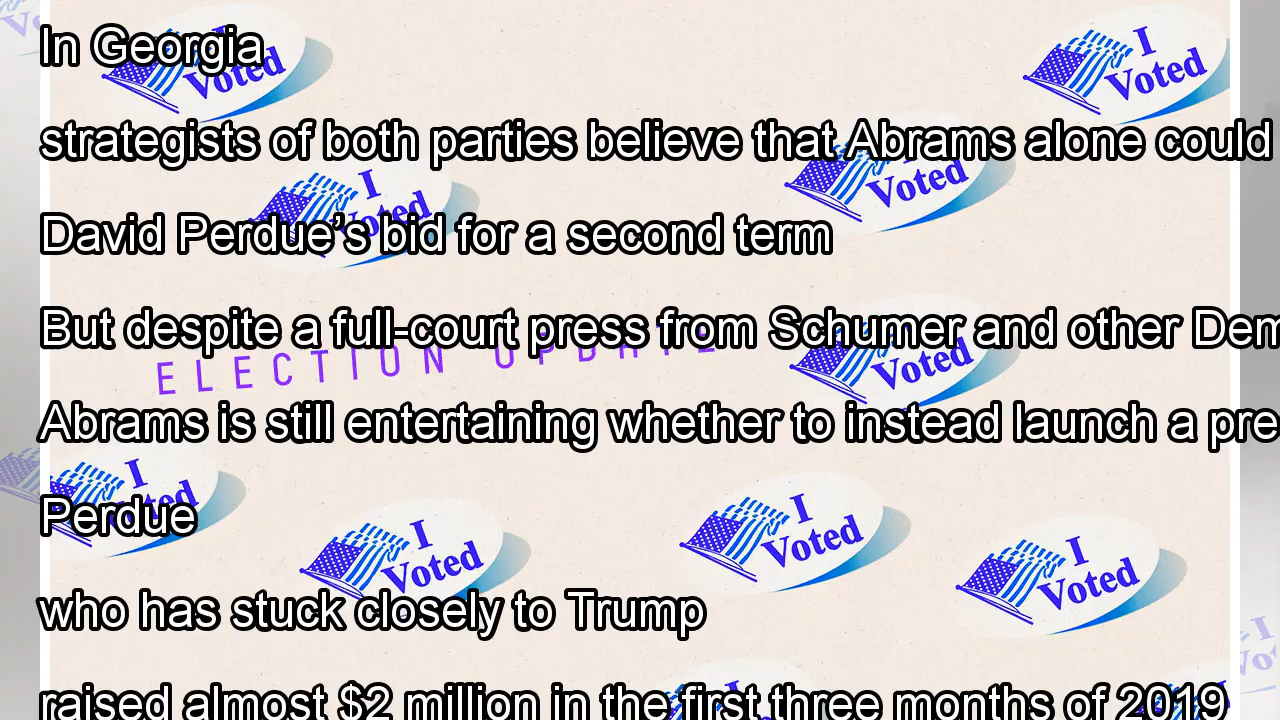 In Georgia
I Voted
I Voted
strategists of both parties believe that Abrams alone could
I Voted
I Voted
David Perdue’s bid for a second term
But despite a full-court press from Schumer and other
ELECTION UPDATE
I Voted
Abrams is still entertaining whether to instead launch a
I Voted
Perdue
I Voted
I Voted
I Voted
who has stuck closely to Trump
raised almost $2 million in the first three months of 2019